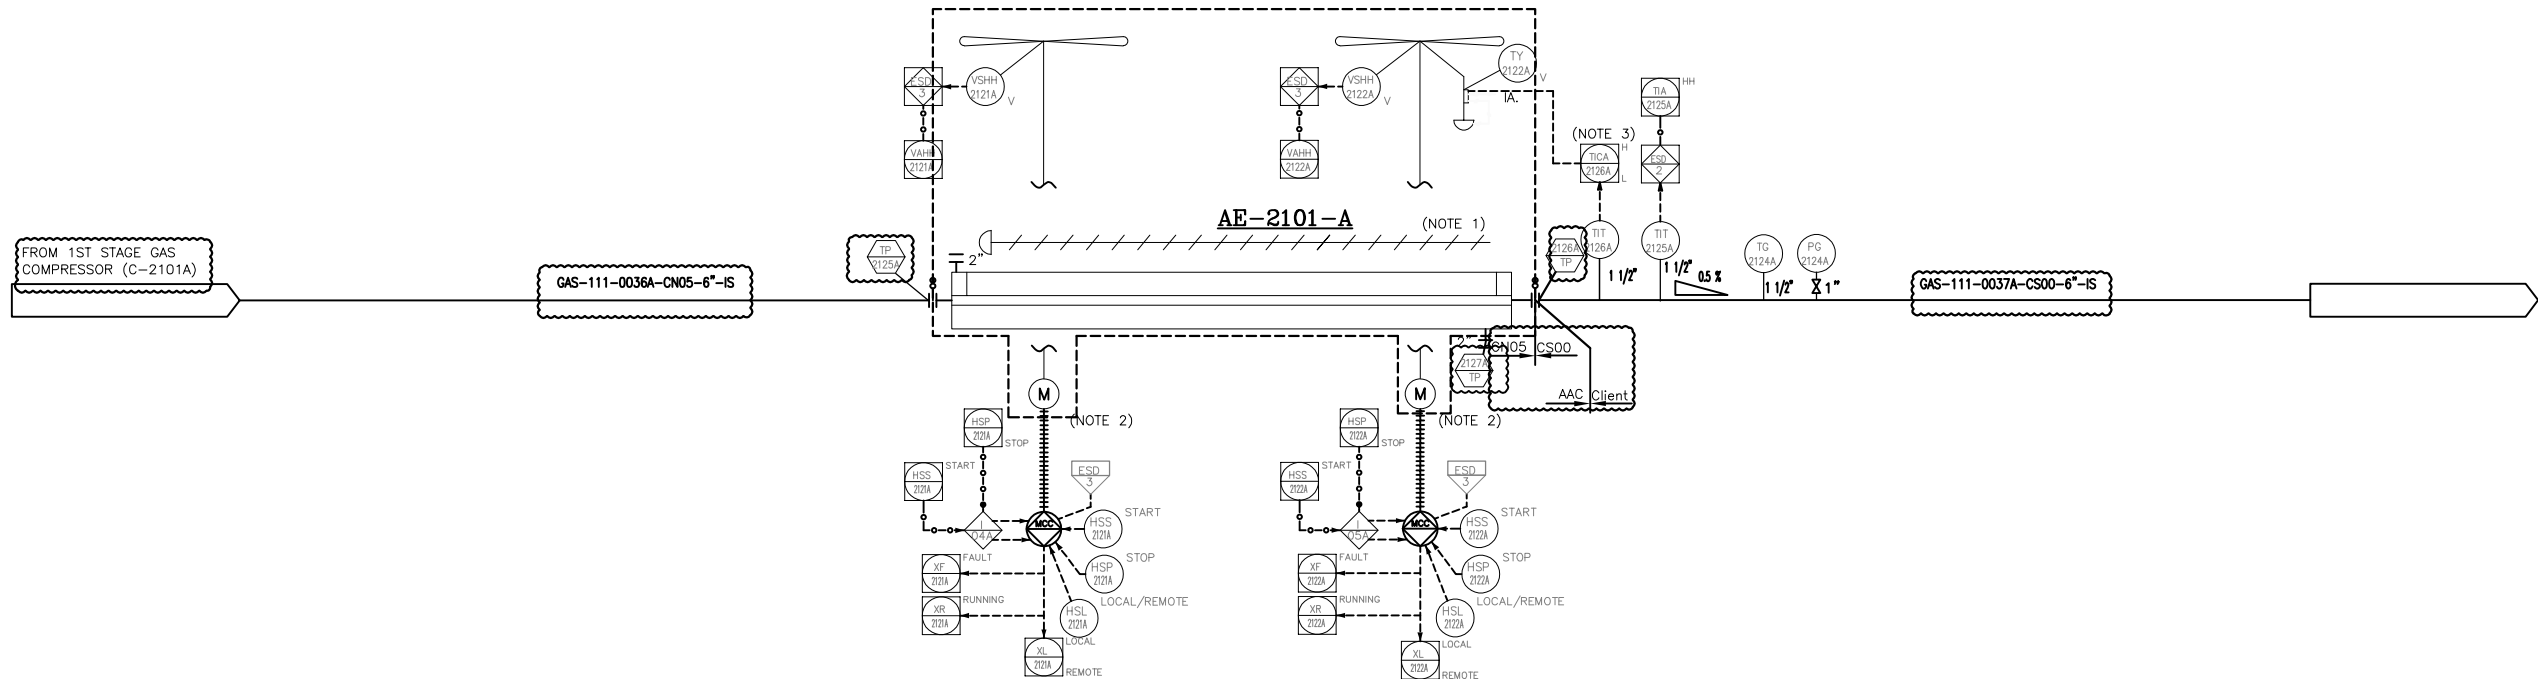 FROM 1ST STAGE GAS
COMPRESSOR (C-2101A)
GAS-111-0036A-CN05-6"-IS
ESD
3
VSHH
2121A
V
VAHH
2121A
ESD
3
VSHH
2122A
V
VAHH
2122A
TY
2122A
V
IA.
(NOTE 3)
TICA
2126A
H
L
TIA
2125A
HH
ESD
2
AE-2101-A
(NOTE 1)
TP
2125A
2"
2126A
TP
TIT
2126A
1 1/2"
TIT
2125A
1 1/2"
0.5 %
TG
2124A
1 1/2"
PG
2124A
1 "
GAS-111-0037A-CS00-6"-IS
2"
CN05
CS00
2127A
TP
AAC
Client
M
(NOTE 2)
HSP
2121A
STOP
HSS
2121A
START
ESD
3
I
04A
MCC
HSS
2121A
START
HSP
2121A
STOP
HSL
2121A
LOCAL/REMOTE
XF
2121A
FAULT
XR
2121A
RUNNING
XL
2121A
LOCAL
REMOTE
M
(NOTE 2)
HSP
2122A
STOP
HSS
2122A
START
ESD
3
I
05A
MCC
HSS
2122A
START
HSP
2122A
STOP
HSL
2122A
LOCAL/REMOTE
XF
2122A
FAULT
XR
2122A
RUNNING
XL
2122A
LOCAL
REMOTE